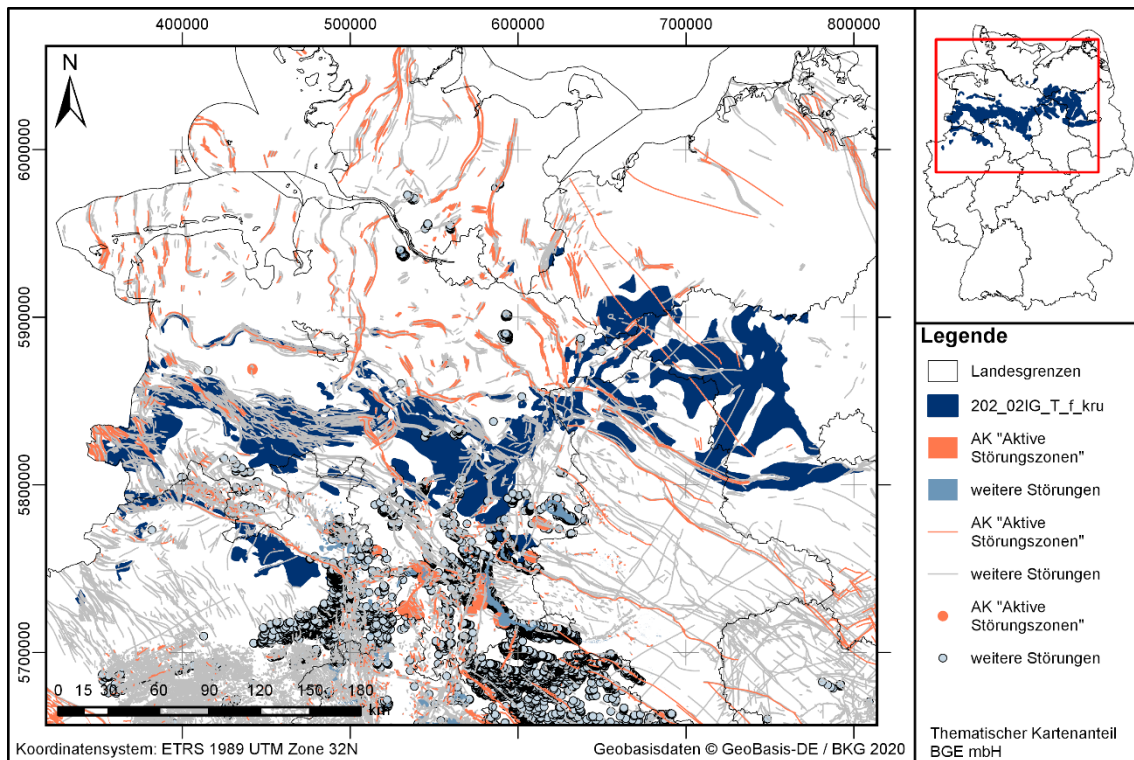 400000 500000 600000 700000 800000
N
6000000
5900000
5800000
5700000
0 15 30 60 90 120 150 180
km
Koordinatensystem: ETRS 1989 UTM Zone 32N
Geobasisdaten © GeoBasis-DE / BKG 2020
Legende
Landesgrenzen
202_02IG_T_f_kru
AK "Aktive
Störungszonen"
weitere Störungen
AK "Aktive
Störungszonen"
weitere Störungen
AK "Aktive
Störungszonen"
weitere Störungen
Thematischer Kartenanteil
BGE mbH